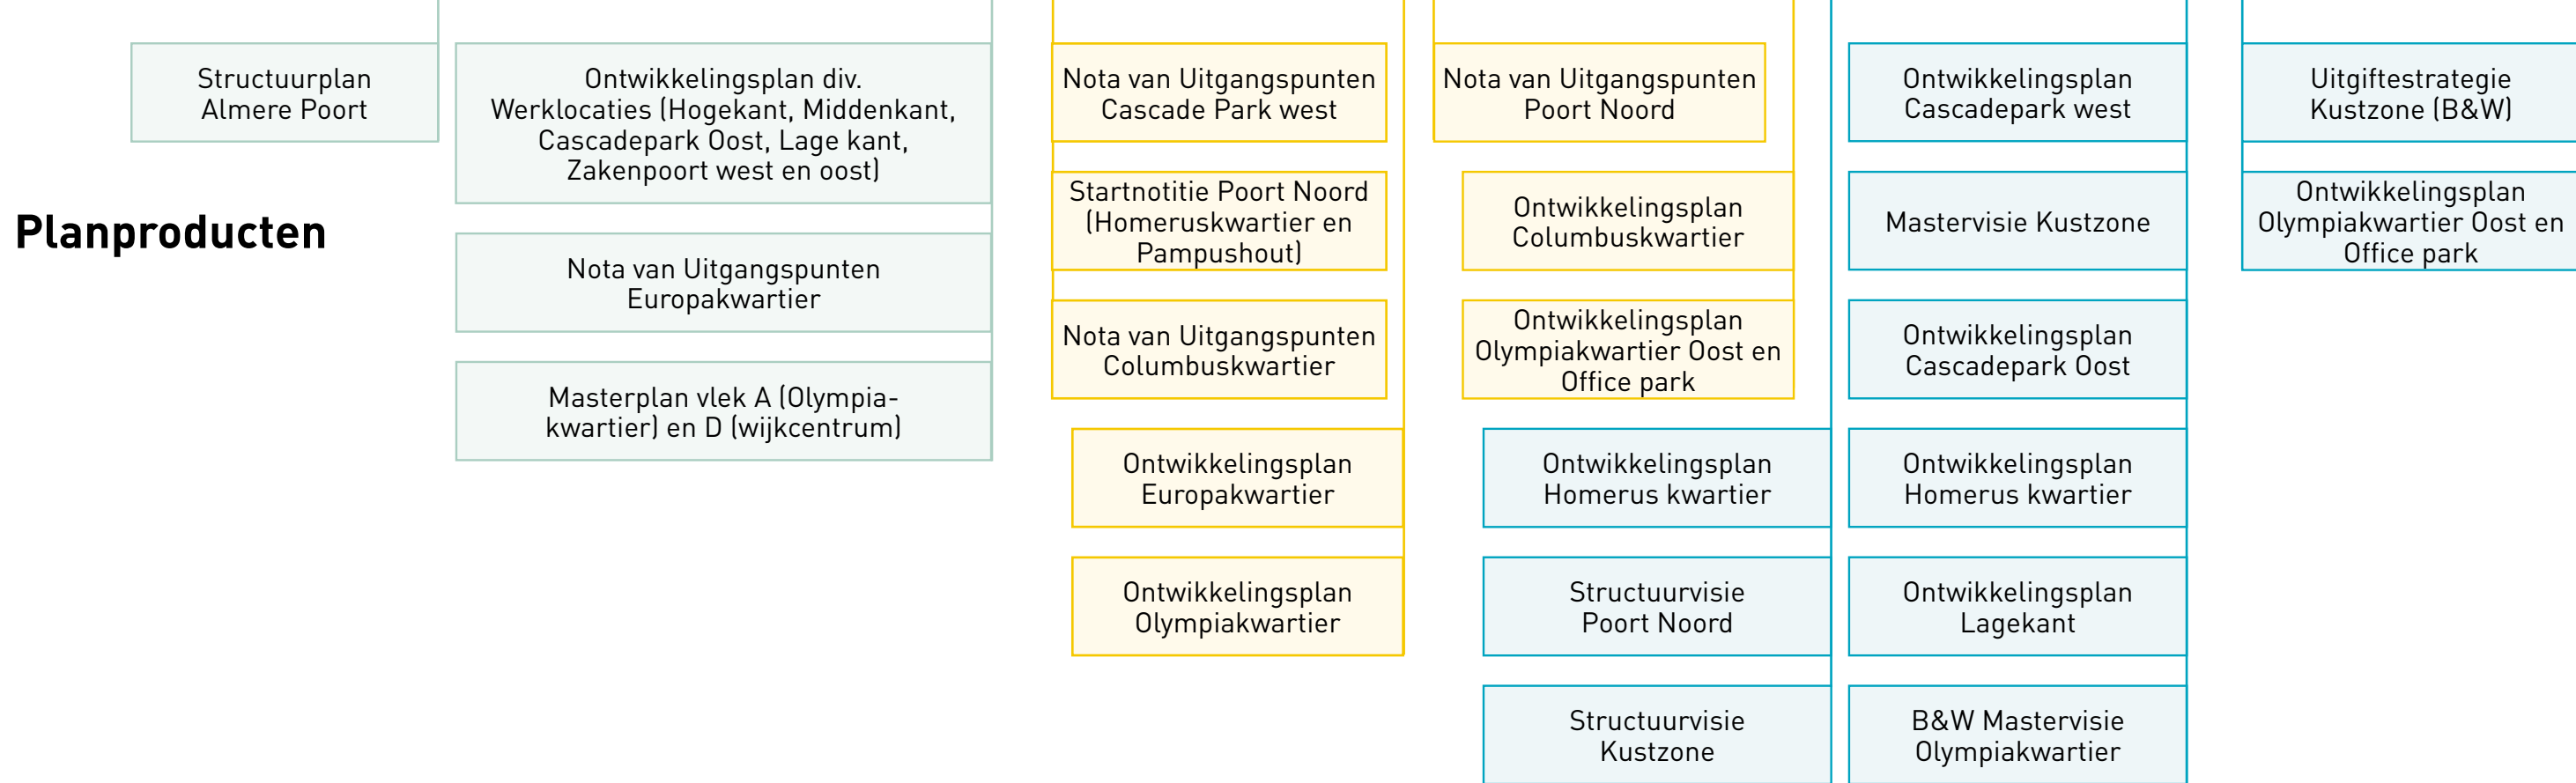 Planproducten
Structuurplan
Almere Poort
Ontwikkelingsplan div.
Werklocaties (Hogekant, Middenkant,
Cascadepark Oost, Lage kant,
Zakenpoort west en oost)
Nota van Uitgangspunten
Europakwartier
Masterplan vlek A (Olympia-
kwartier) en D (wijkcentrum)
Nota van Uitgangspunten
Cascade Park west
Startnotitie Poort Noord
(Homeruskwartier en
Pampushout)
Nota van Uitgangspunten
Columbuskwartier
Ontwikkelingsplan
Europakwartier
Ontwikkelingsplan
Olympiakwartier
Nota van Uitgangspunten
Poort Noord
Ontwikkelingsplan
Columbuskwartier
Ontwikkelingsplan
Olympiakwartier Oost en
Office park
Ontwikkelingsplan
Homerus kwartier
Structuurvisie
Poort Noord
Structuurvisie
Kustzone
Ontwikkelingsplan
Cascadepark west
Mastervisie Kustzone
Ontwikkelingsplan
Cascadepark Oost
Ontwikkelingsplan
Homerus kwartier
Ontwikkelingsplan
Lagekant
B&W Mastervisie
Olympiakwartier
Uitgiftestrategie
Kustzone (B&W)
Ontwikkelingsplan
Olympiakwartier Oost en
Office park